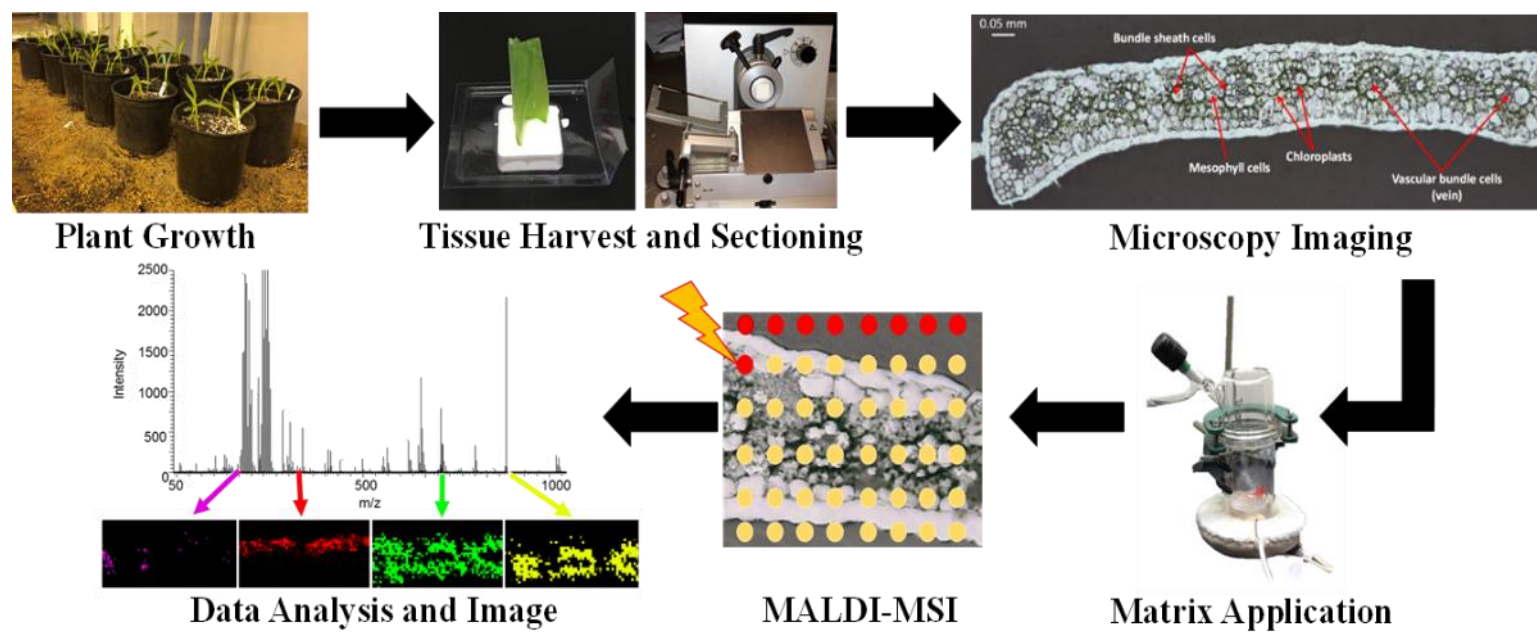 0.05 mm
Bundle sheath cells
Mesophyll cells
Chloroplasts
Vascular bundle cells
(vein)
Plant Growth
Tissue Harvest and Sectioning
Microscopy Imaging
2500
2000
1500
1000
500
0
Intensity
50
500
1000
m/z
Data Analysis and Image
MALDI-MSI
Matrix Application